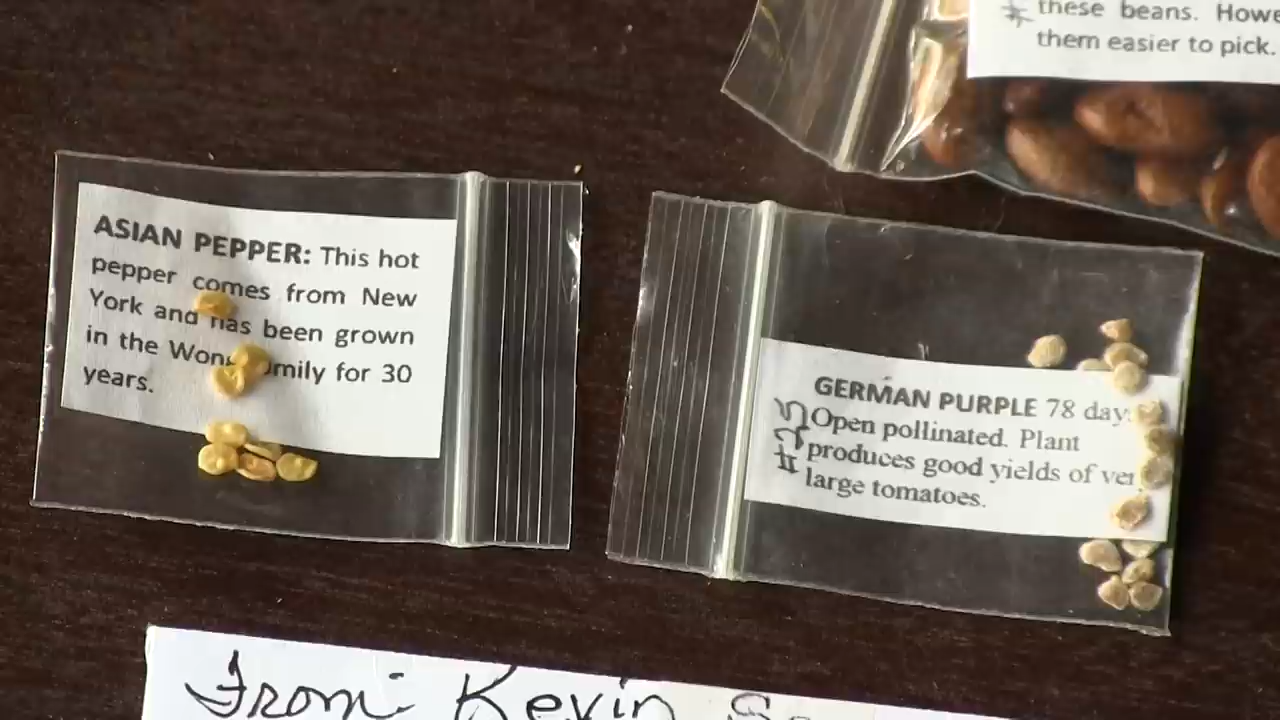 these beans. Howe
them easier to pick.
ASIAN PEPPER: This hot
pepper comes from New
York and has been grown
in the Wong family for 30
years.
GERMAN PURPLE 78 days
Open pollinated. Plant
produces good yields of very
large tomatoes.
#25
From: Kevin